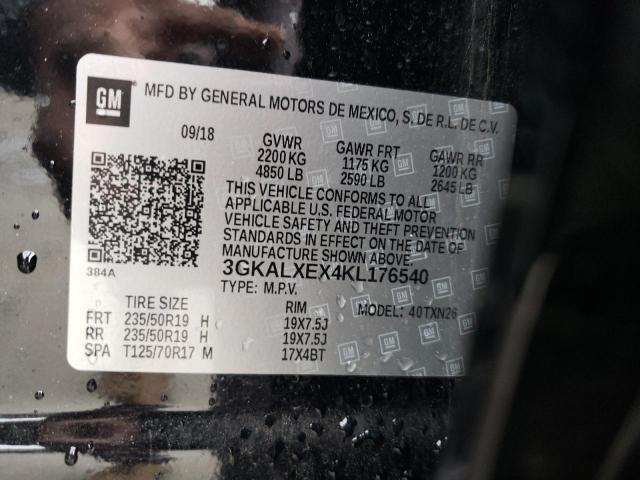 GM
MFD BY GENERAL MOTORS DE MEXICO, S. DE R.L. DE C.V.
09/18 GVWR GAWR FRT GAWR RR
2200 KG 1175 KG 1200 KG
4850 LB 2590 LB 2645 LB
THIS VEHICLE CONFORMS TO ALL
APPLICABLE U.S. FEDERAL MOTOR
VEHICLE SAFETY AND THEFT PREVENTION
STANDARDS IN EFFECT ON THE DATE OF
MANUFACTURE SHOWN ABOVE.
384A
3GKALXEX4KL176540
TYPE: M.P.V.
MODEL: 40TXN26
TIRE SIZE RIM
FRT 235/50R19 H 19X7.5J
RR 235/50R19 H 19X7.5J
SPA T125/70R17 M 17X4BT